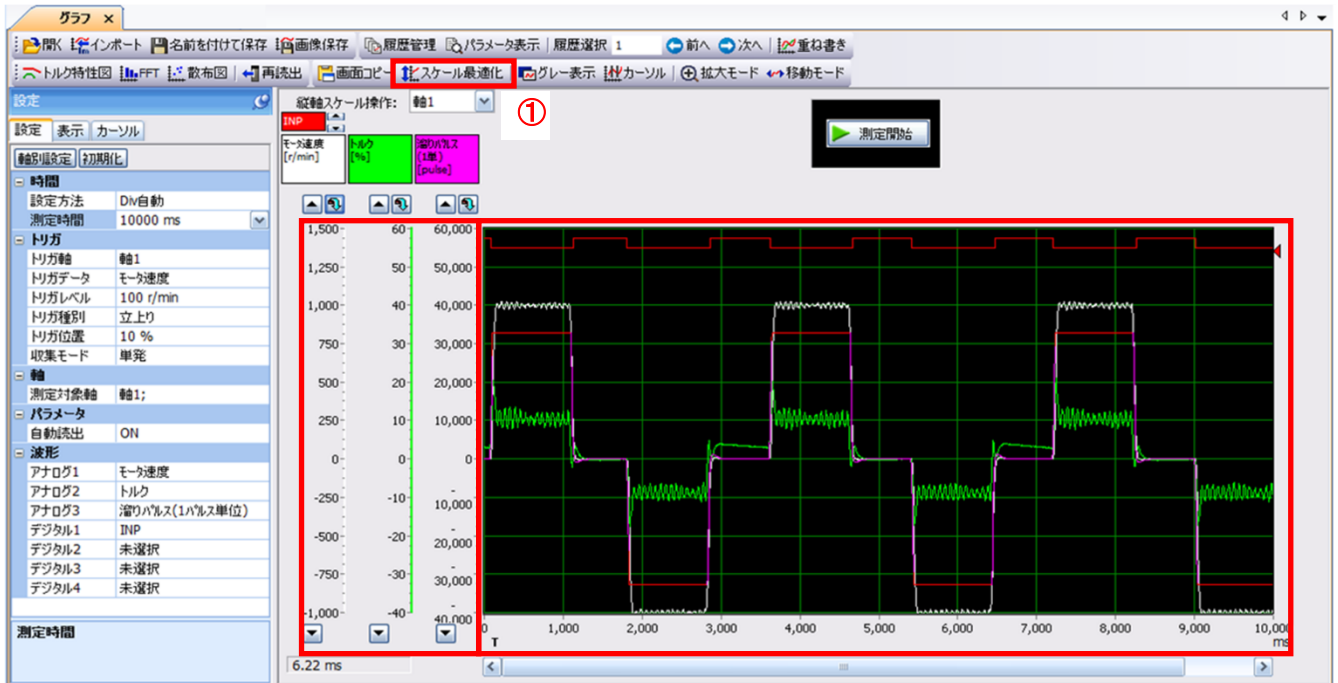 グラフ ×
開く インポート 名前を付けて保存 画像保存 履歴管理 パラメータ表示 履歴選択 1 前へ 次へ 重ね書き
トルク特性図 FFT 散布図 再読出 画面コピー スケール最適化 グレー表示 カーソル 拡大モード 移動モード
設定
設定 表示 カーソル
軸別設定 初期化
時間
設定方法 Div自動
測定時間 10000 ms
トリガ
トリガ軸 軸1
トリガデータ モータ速度
トリガレベル 100 r/min
トリガ種別 立上り
トリガ位置 10 %
収集モード 単発
軸
測定対象軸 軸1;
パラメータ
自動読出 ON
波形
アナログ1 モータ速度
アナログ2 トルク
アナログ3 溜りパルス(1パルス単位)
デジタル1 INP
デジタル2 未選択
デジタル3 未選択
デジタル4 未選択
測定時間
縦軸スケール操作: 軸1
①
INP
モータ速度 [r/min]
トルク [%]
溜りパルス (1単) [pulse]
測定開始
1,500 60 60,000
1,250 50 50,000
1,000 40 40,000
750 30 30,000
500 20 20,000
250 10 10,000
0 0 0
-250 -10 -10,000
-500 -20 -20,000
-750 -30 -30,000
-1,000 -40 -40,000
0 1,000 2,000 3,000 4,000 5,000 6,000 7,000 8,000 9,000 10,000
T ms
6.22 ms